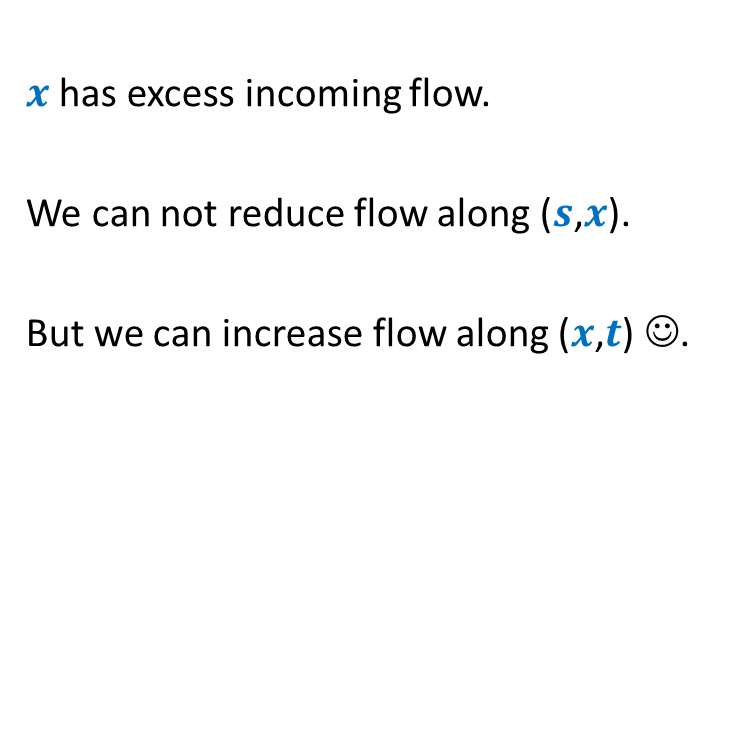 x has excess incoming flow.
We can not reduce flow along (s,x).
But we can increase flow along (x,t) ☺.